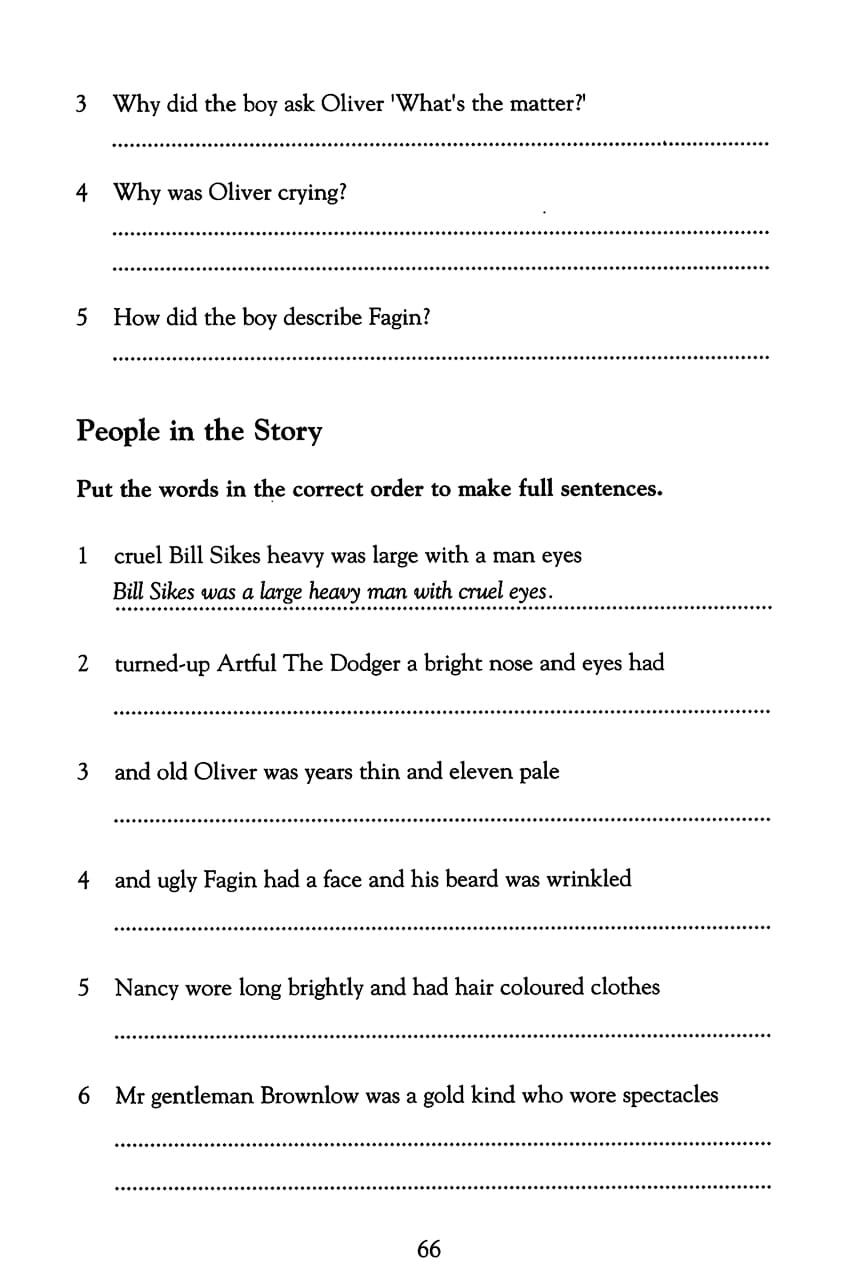 3 Why did the boy ask Oliver 'What's the matter?'
4 Why was Oliver crying?
5 How did the boy describe Fagin?
People in the Story
Put the words in the correct order to make full sentences.
1 cruel Bill Sikes heavy was large with a man eyes
Bill Sikes was a large heavy man with cruel eyes.
2 turned-up Artful The Dodger a bright nose and eyes had
3 and old Oliver was years thin and eleven pale
4 and ugly Fagin had a face and his beard was wrinkled
5 Nancy wore long brightly and had hair coloured clothes
6 Mr gentleman Brownlow was a gold kind who wore spectacles
66